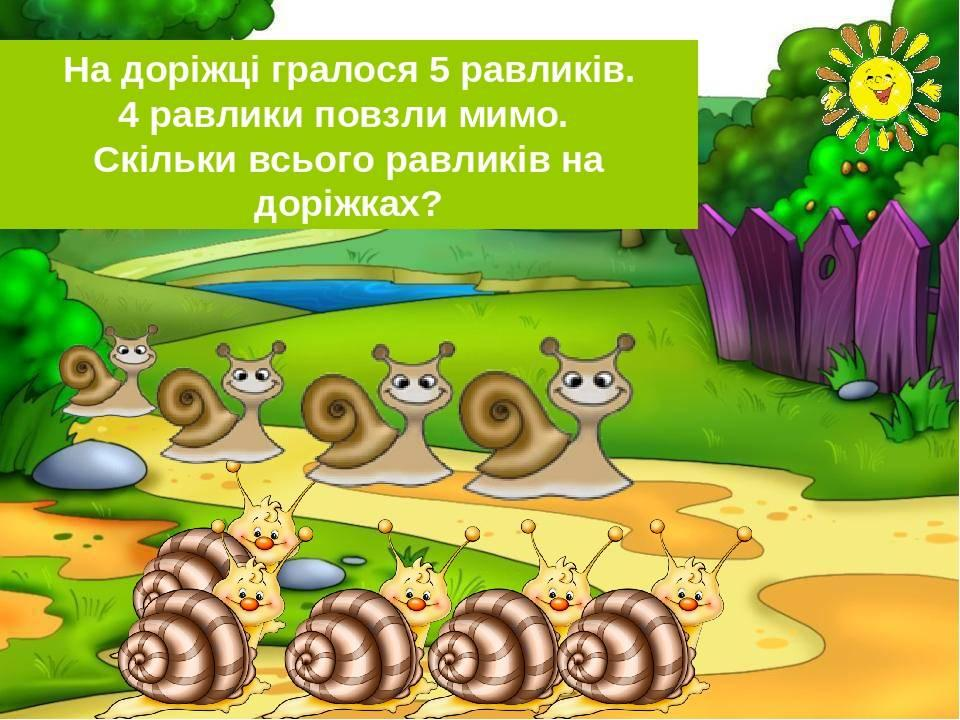 На доріжці гралося 5 равликів.
4 равлики повзли мимо.
Скільки всього равликів на
доріжках?